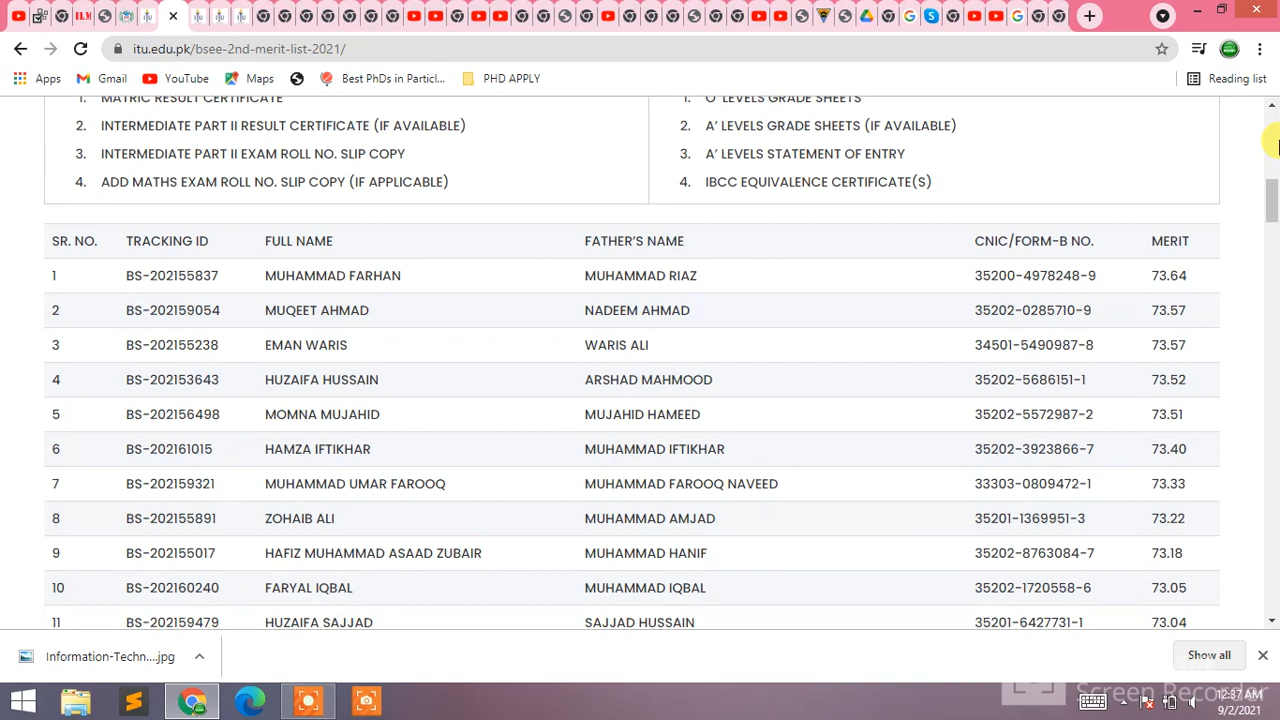 itu.edu.pk/bsee-2nd-merit-list-2021/
Apps Gmail YouTube Maps Best PhDs in Particl... PHD APPLY Reading list
1. MATRIC RESULT CERTIFICATE 1. O' LEVELS GRADE SHEETS
2. INTERMEDIATE PART II RESULT CERTIFICATE (IF AVAILABLE) 2. A' LEVELS GRADE SHEETS (IF AVAILABLE)
3. INTERMEDIATE PART II EXAM ROLL NO. SLIP COPY 3. A' LEVELS STATEMENT OF ENTRY
4. ADD MATHS EXAM ROLL NO. SLIP COPY (IF APPLICABLE) 4. IBCC EQUIVALENCE CERTIFICATE(S)
SR. NO. TRACKING ID FULL NAME FATHER'S NAME CNIC/FORM-B NO. MERIT
1 BS-202155837 MUHAMMAD FARHAN MUHAMMAD RIAZ 35200-4978248-9 73.64
2 BS-202159054 MUQEET AHMAD NADEEM AHMAD 35202-0285710-9 73.57
3 BS-202155238 EMAN WARIS WARIS ALI 34501-5490987-8 73.57
4 BS-202153643 HUZAIFA HUSSAIN ARSHAD MAHMOOD 35202-5686151-1 73.52
5 BS-202156498 MOMNA MUJAHID MUJAHID HAMEED 35202-5572987-2 73.51
6 BS-202161015 HAMZA IFTIKHAR MUHAMMAD IFTIKHAR 35202-3923866-7 73.40
7 BS-202159321 MUHAMMAD UMAR FAROOQ MUHAMMAD FAROOQ NAVEED 33303-0809472-1 73.33
8 BS-202155891 ZOHAIB ALI MUHAMMAD AMJAD 35201-1369951-3 73.22
9 BS-202155017 HAFIZ MUHAMMAD ASAAD ZUBAIR MUHAMMAD HANIF 35202-8763084-7 73.18
10 BS-202160240 FARYAL IQBAL MUHAMMAD IQBAL 35202-1720558-6 73.05
11 BS-202159479 HUZAIFA SAJJAD SAJJAD HUSSAIN 35201-6427731-1 73.04
Information-Techn....jpg Show all
Screen Recorder
12:37 AM
9/2/2021